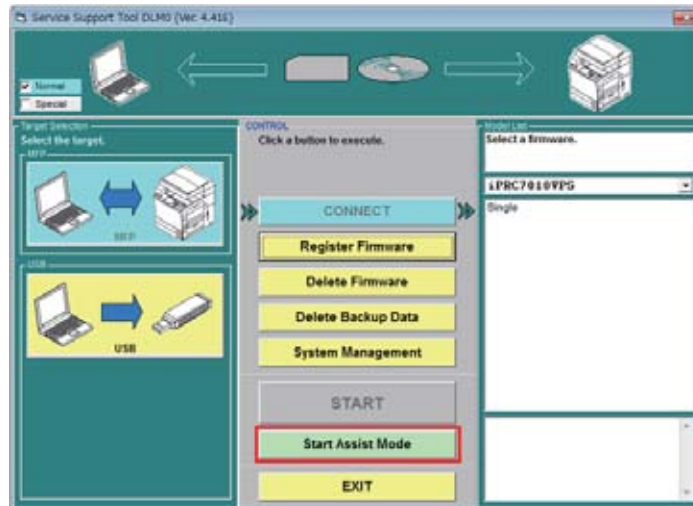 Service Support Tool DLM0 (Ver. 4.41E)
Normal
Special
Target Selection
Select the target.
MFP
MFP
USB
USB
CONTROL
Click a button to execute.
CONNECT
Register Firmware
Delete Firmware
Delete Backup Data
System Management
START
Start Assist Mode
EXIT
Model List
Select a firmware.
iPRC7010VPG
Single